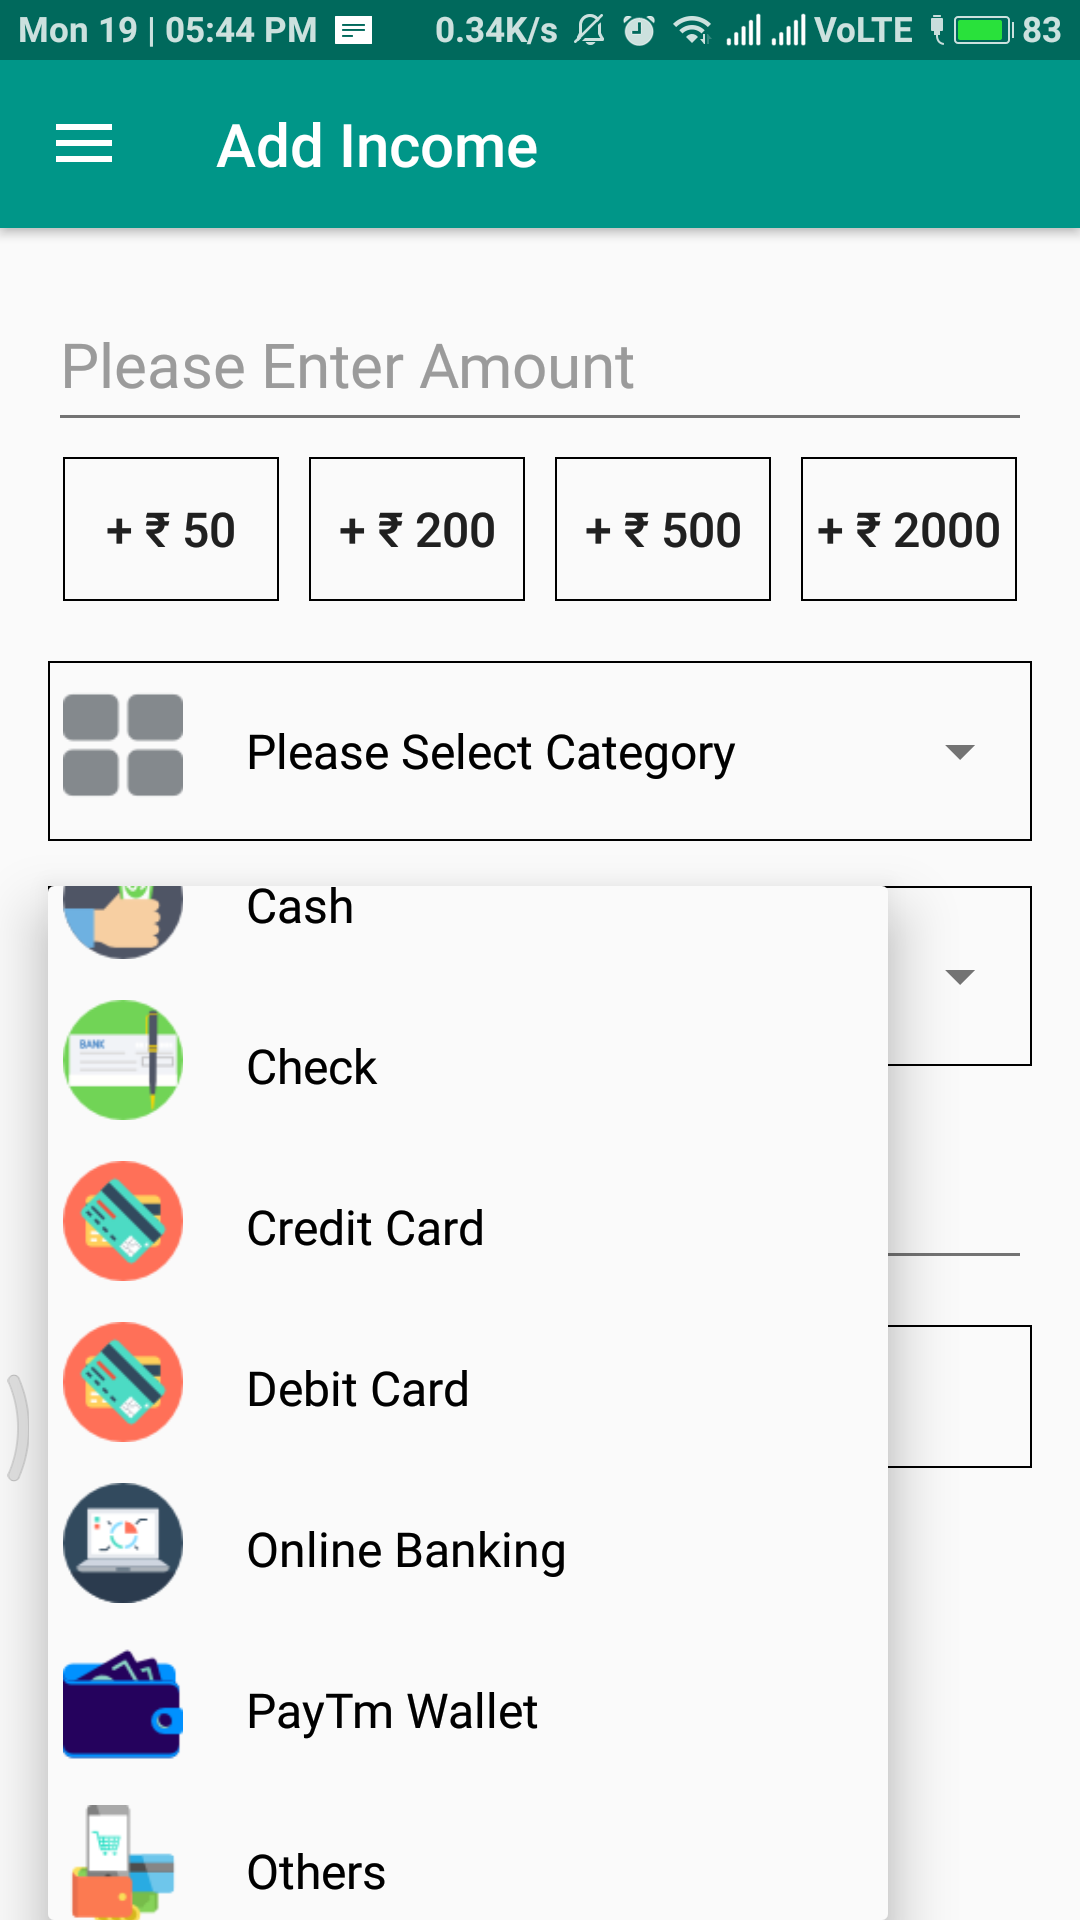 Mon 19 | 05:44 PM 0.34K/s VoLTE 83
Add Income
Please Enter Amount
+ ₹ 50 + ₹ 200 + ₹ 500 + ₹ 2000
Please Select Category
Cash
BANK
Check
Credit Card
Debit Card
Online Banking
PayTm Wallet
Others